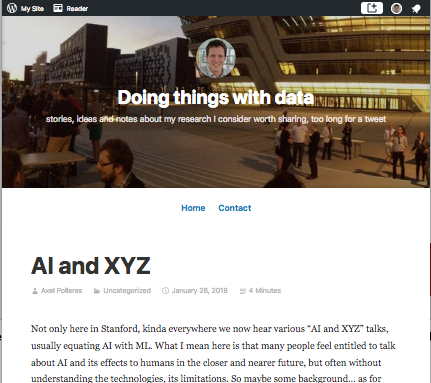 My Site Reader
Doing things with data
stories, ideas and notes about my research I consider worth sharing, too long for a tweet
Home Contact
AI and XYZ
Axel Polleres Uncategorized January 26, 2018 4 Minutes
Not only here in Stanford, kinda everywhere we now hear various “AI and XYZ” talks,
usually equating AI with ML. What I mean here is that many people feel entitled to talk
about AI and its effects to humans in the closer and nearer future, but often without
understanding the technologies, its limitations. So maybe some background... as for